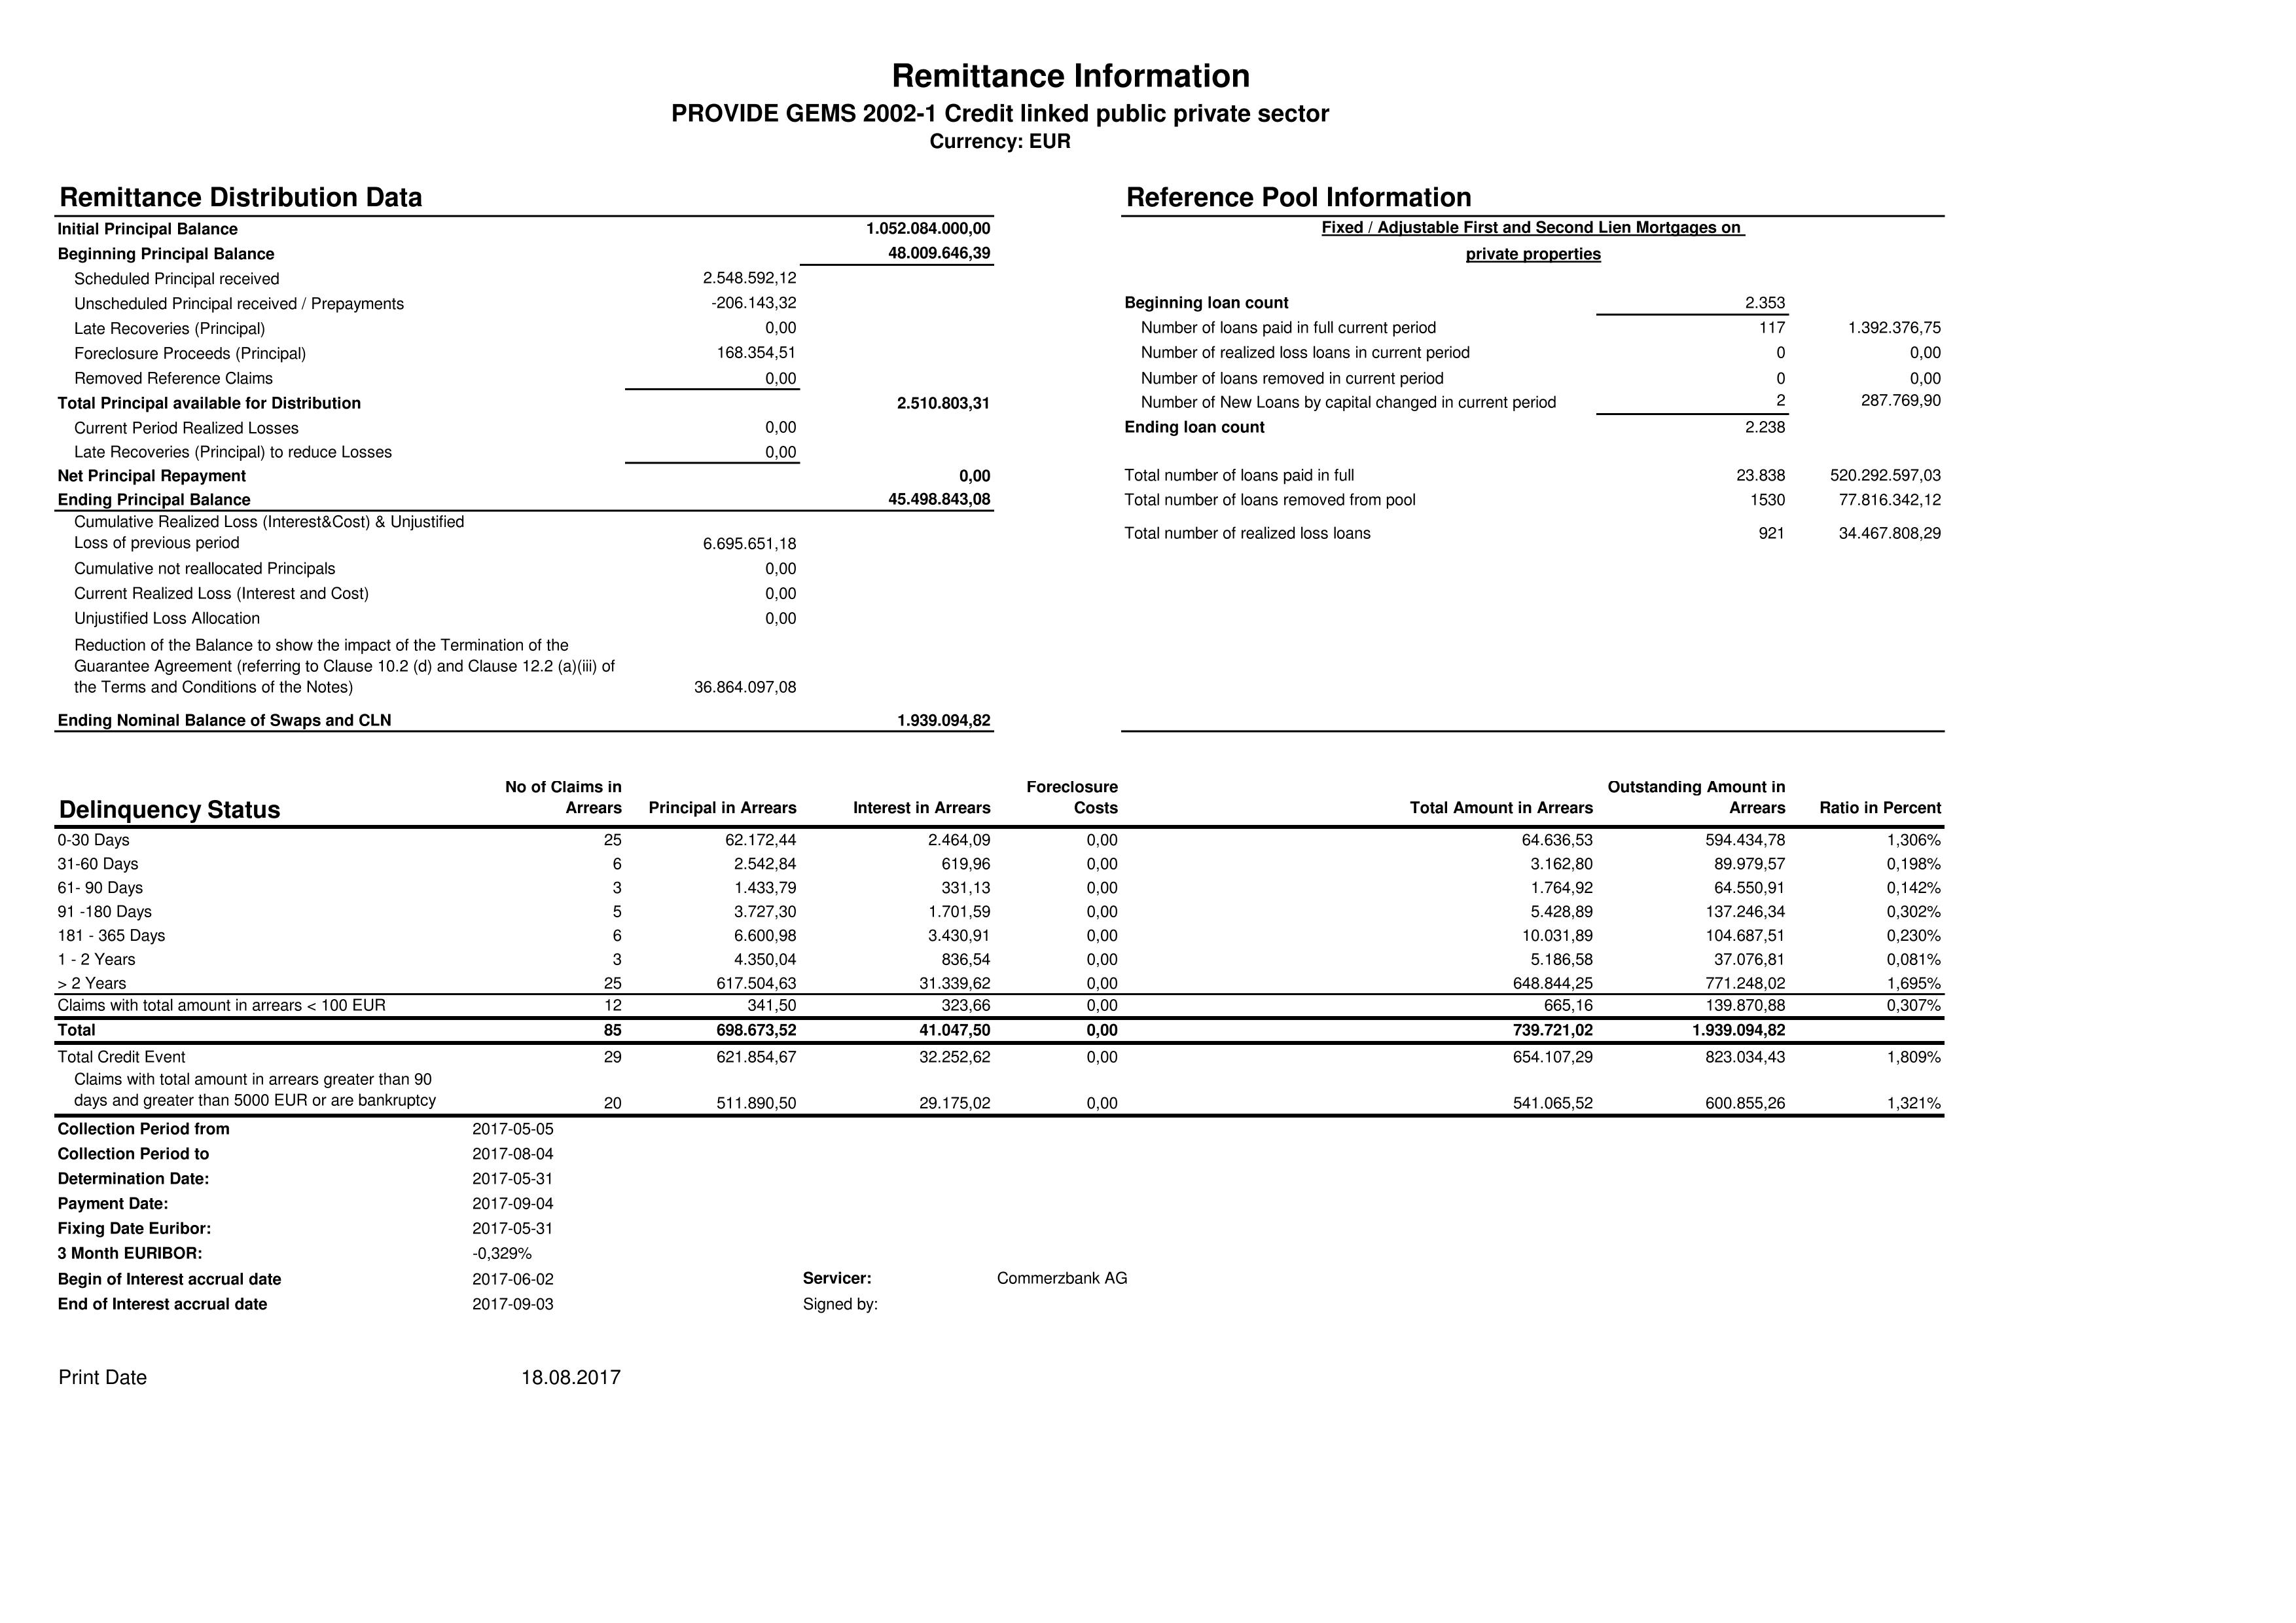 Remittance Information
PROVIDE GEMS 2002-1 Credit linked public private sector
Currency: EUR
Remittance Distribution Data
Initial Principal Balance 1.052.084.000,00
Beginning Principal Balance 48.009.646,39
Scheduled Principal received 2.548.592,12
Unscheduled Principal received / Prepayments -206.143,32
Late Recoveries (Principal) 0,00
Foreclosure Proceeds (Principal) 168.354,51
Removed Reference Claims 0,00
Total Principal available for Distribution 2.510.803,31
Current Period Realized Losses 0,00
Late Recoveries (Principal) to reduce Losses 0,00
Net Principal Repayment 0,00
Ending Principal Balance 45.498.843,08
Cumulative Realized Loss (Interest&Cost) & Unjustified
Loss of previous period 6.695.651,18
Cumulative not reallocated Principals 0,00
Current Realized Loss (Interest and Cost) 0,00
Unjustified Loss Allocation 0,00
Reduction of the Balance to show the impact of the Termination of the
Guarantee Agreement (referring to Clause 10.2 (d) and Clause 12.2 (a)(iii) of
the Terms and Conditions of the Notes) 36.864.097,08
Ending Nominal Balance of Swaps and CLN 1.939.094,82
Reference Pool Information
Fixed / Adjustable First and Second Lien Mortgages on
private properties
Beginning loan count 2.353
Number of loans paid in full current period 117 1.392.376,75
Number of realized loss loans in current period 0 0,00
Number of loans removed in current period 0 0,00
Number of New Loans by capital changed in current period 2 287.769,90
Ending loan count 2.238
Total number of loans paid in full 23.838 520.292.597,03
Total number of loans removed from pool 1530 77.816.342,12
Total number of realized loss loans 921 34.467.808,29
No of Claims in Foreclosure Outstanding Amount in
Delinquency Status Arrears Principal in Arrears Interest in Arrears Costs Total Amount in Arrears Arrears Ratio in Percent
0-30 Days 25 62.172,44 2.464,09 0,00 64.636,53 594.434,78 1,306%
31-60 Days 6 2.542,84 619,96 0,00 3.162,80 89.979,57 0,198%
61- 90 Days 3 1.433,79 331,13 0,00 1.764,92 64.550,91 0,142%
91 -180 Days 5 3.727,30 1.701,59 0,00 5.428,89 137.246,34 0,302%
181 - 365 Days 6 6.600,98 3.430,91 0,00 10.031,89 104.687,51 0,230%
1 - 2 Years 3 4.350,04 836,54 0,00 5.186,58 37.076,81 0,081%
> 2 Years 25 617.504,63 31.339,62 0,00 648.844,25 771.248,02 1,695%
Claims with total amount in arrears < 100 EUR 12 341,50 323,66 0,00 665,16 139.870,88 0,307%
Total 85 698.673,52 41.047,50 0,00 739.721,02 1.939.094,82
Total Credit Event 29 621.854,67 32.252,62 0,00 654.107,29 823.034,43 1,809%
Claims with total amount in arrears greater than 90
days and greater than 5000 EUR or are bankruptcy 20 511.890,50 29.175,02 0,00 541.065,52 600.855,26 1,321%
Collection Period from 2017-05-05
Collection Period to 2017-08-04
Determination Date: 2017-05-31
Payment Date: 2017-09-04
Fixing Date Euribor: 2017-05-31
3 Month EURIBOR: -0,329%
Begin of Interest accrual date 2017-06-02 Servicer: Commerzbank AG
End of Interest accrual date 2017-09-03 Signed by:
Print Date 18.08.2017